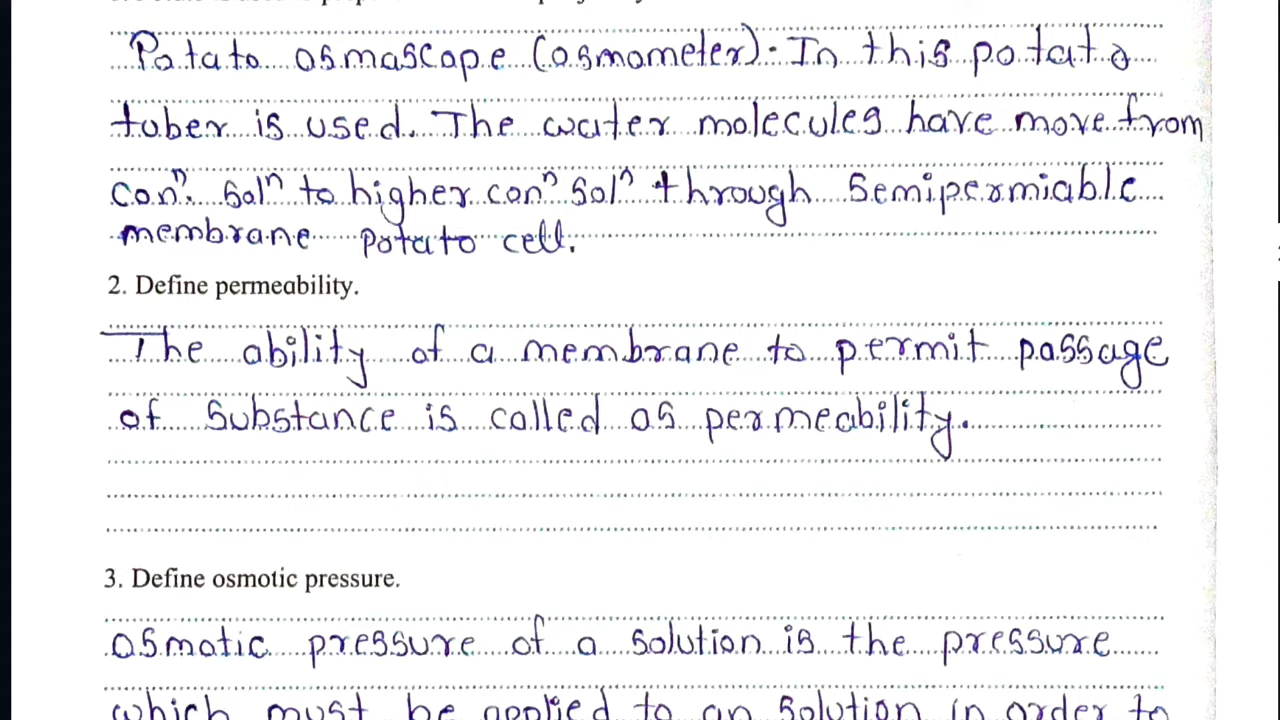 Potato osmascope (osmometer):- In this potato
tuber is used. The water molecules have move from
conⁿ. Solⁿ to higher conⁿ Solⁿ through Semipermiable
membrane potato cell.
2. Define permeability.
The ability of a membrane to permit passage
of substance is called as permeability.
3. Define osmotic pressure.
osmotic pressure of a solution is the pressure
which must be applied to an solution in order to